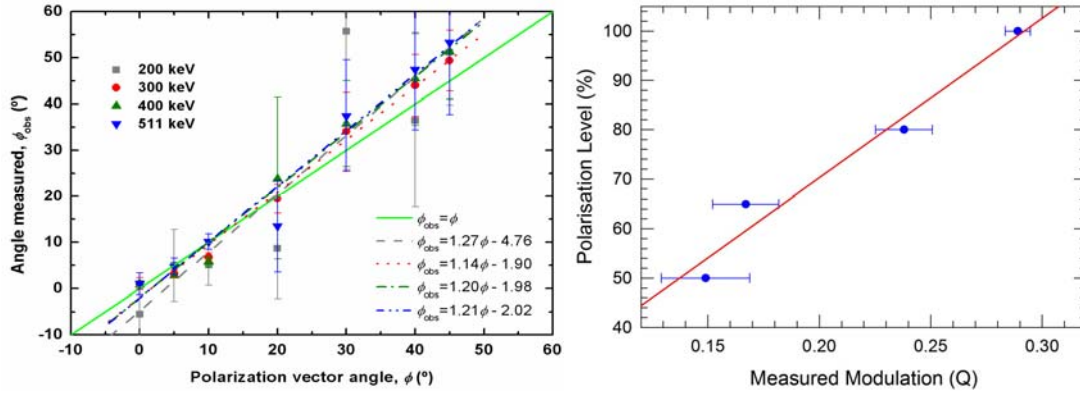 60
50
40
30
20
10
0
-10
Angle measured, ϕobs (º)
200 keV
300 keV
400 keV
511 keV
ϕobs=ϕ
ϕobs=1.27ϕ - 4.76
ϕobs=1.14ϕ - 1.90
ϕobs=1.20ϕ - 1.98
ϕobs=1.21ϕ - 2.02
-10 0 10 20 30 40 50 60
Polarization vector angle, ϕ (º)
100
80
60
40
Polarisation Level (%)
0.15 0.20 0.25 0.30
Measured Modulation (Q)